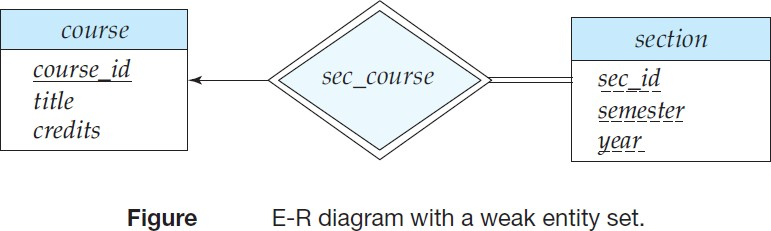 course
course_id
title
credits
sec_course
section
sec_id
semester
year
Figure E-R diagram with a weak entity set.